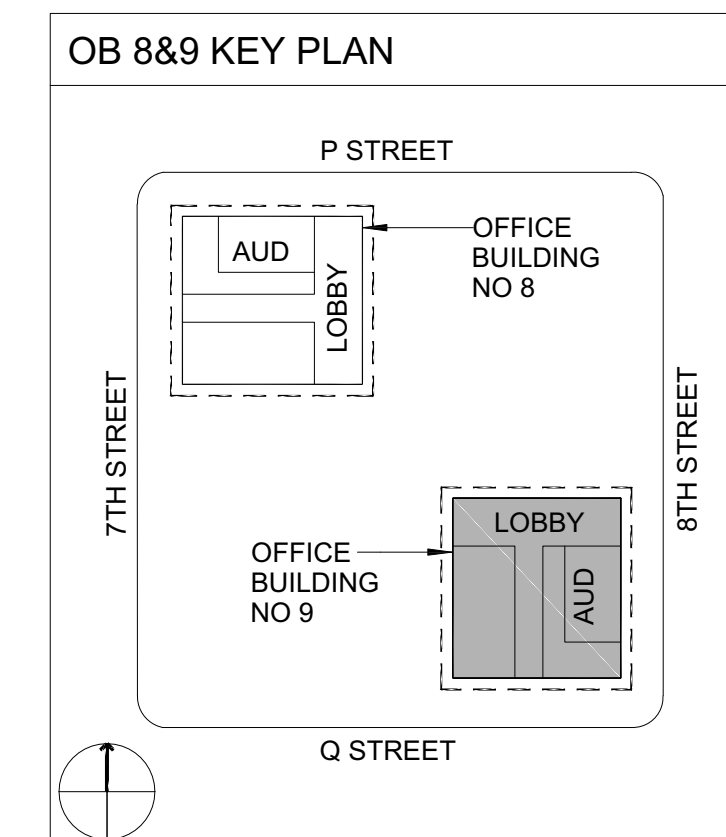 OB 8&9 KEY PLAN
P STREET
AUD
LOBBY
OFFICE
BUILDING
NO 8
7TH STREET
8TH STREET
LOBBY
AUD
OFFICE
BUILDING
NO 9
Q STREET